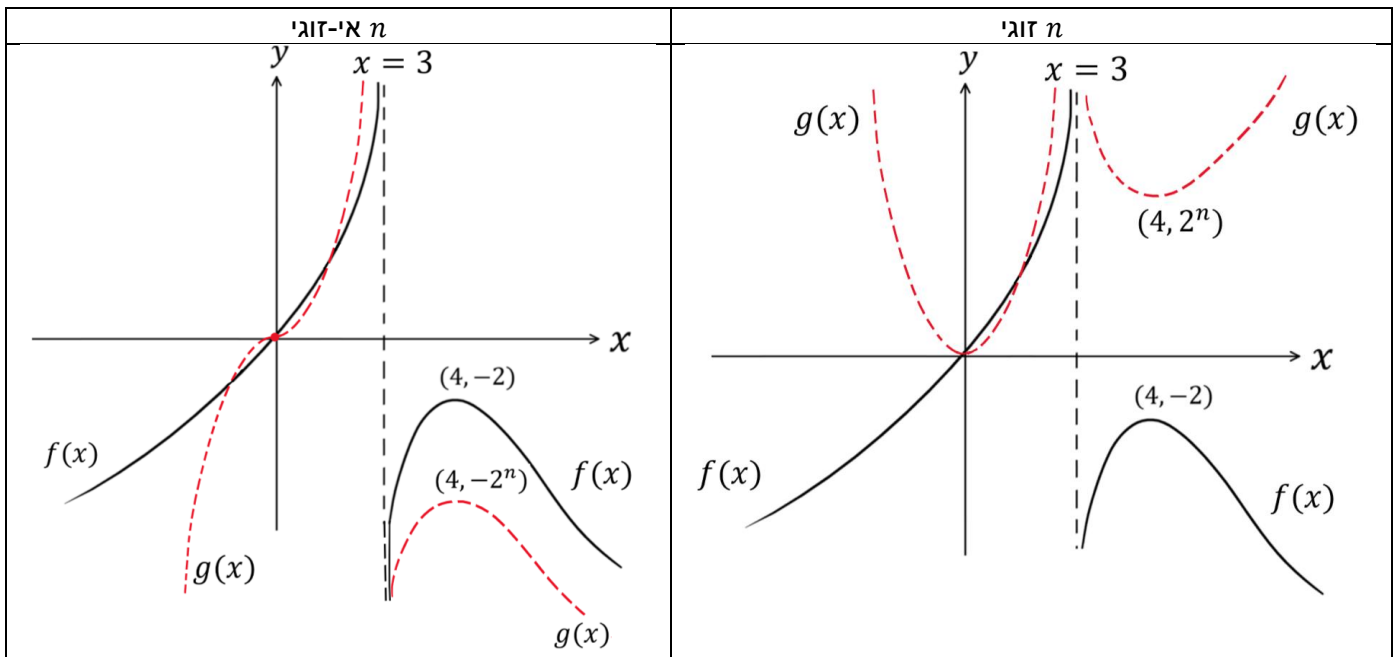 n זוגי
n אי-זוגי
y
x = 3
g(x)
g(x)
(4, 2ⁿ)
x
(4, −2)
f(x)
f(x)
y
x = 3
x
(4, −2)
f(x)
(4, −2ⁿ)
f(x)
g(x)
g(x)